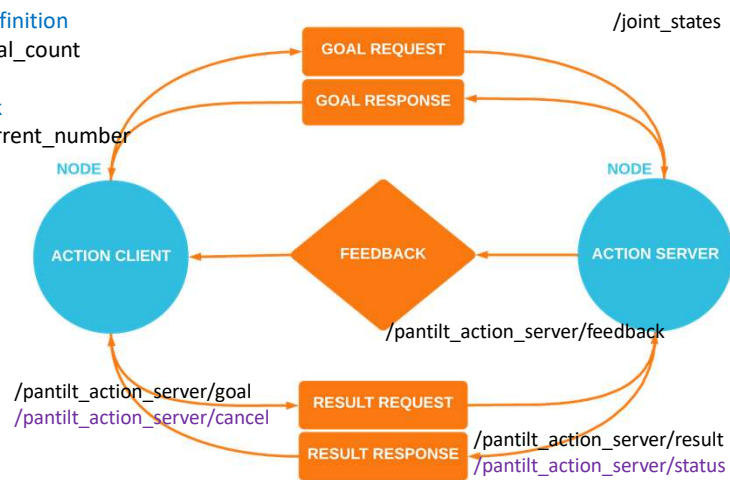 /joint_states
GOAL REQUEST
GOAL RESPONSE
NODE
NODE
ACTION CLIENT
FEEDBACK
ACTION SERVER
/pantilt_action_server/feedback
/pantilt_action_server/goal
/pantilt_action_server/cancel
RESULT REQUEST
RESULT RESPONSE
/pantilt_action_server/result
/pantilt_action_server/status